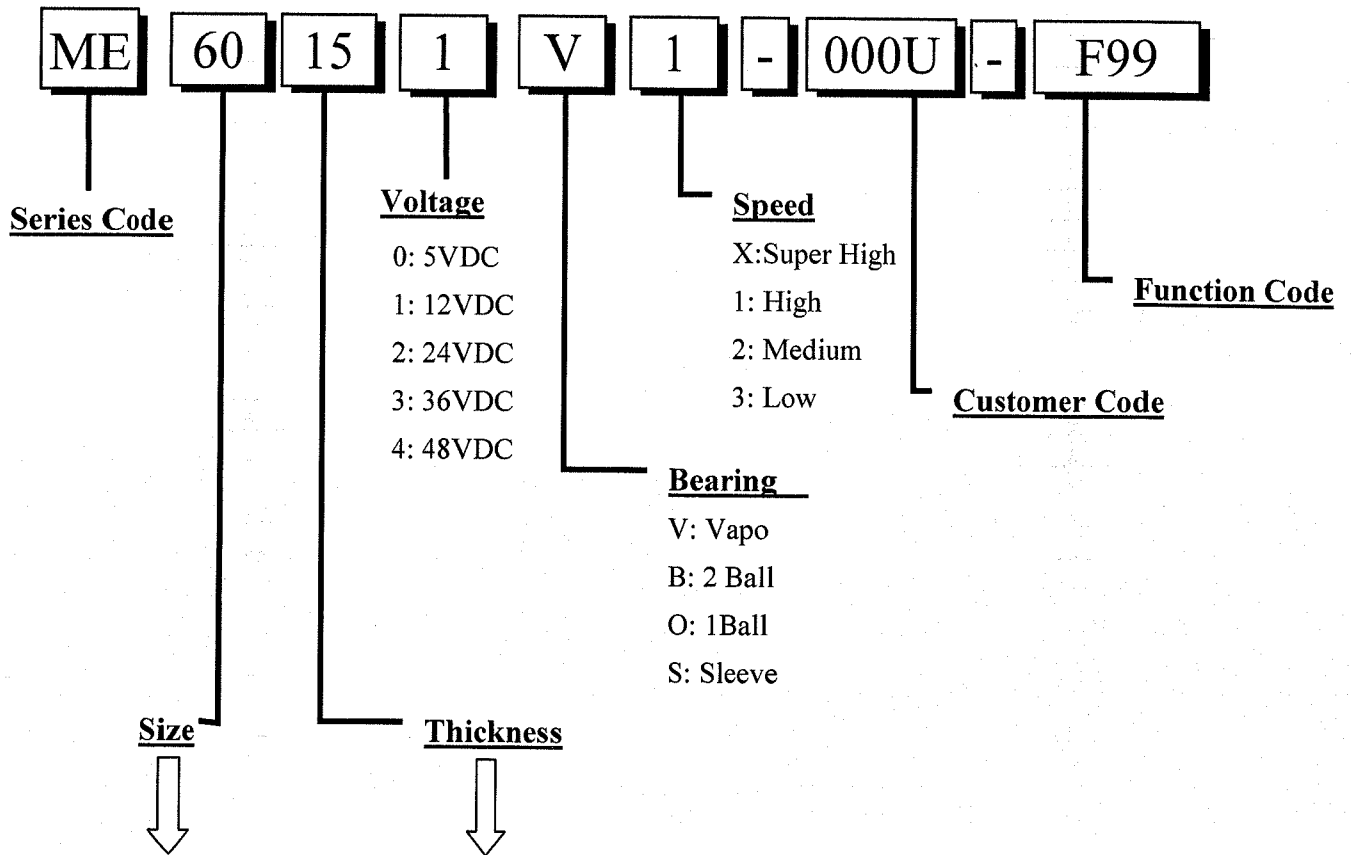 ME 60 15 1 V 1 - 000U - F99
Series Code
Voltage
0: 5VDC
1: 12VDC
2: 24VDC
3: 36VDC
4: 48VDC
Speed
X:Super High
1: High
2: Medium
3: Low
Function Code
Customer Code
Bearing
V: Vapo
B: 2 Ball
O: 1Ball
S: Sleeve
Size
Thickness